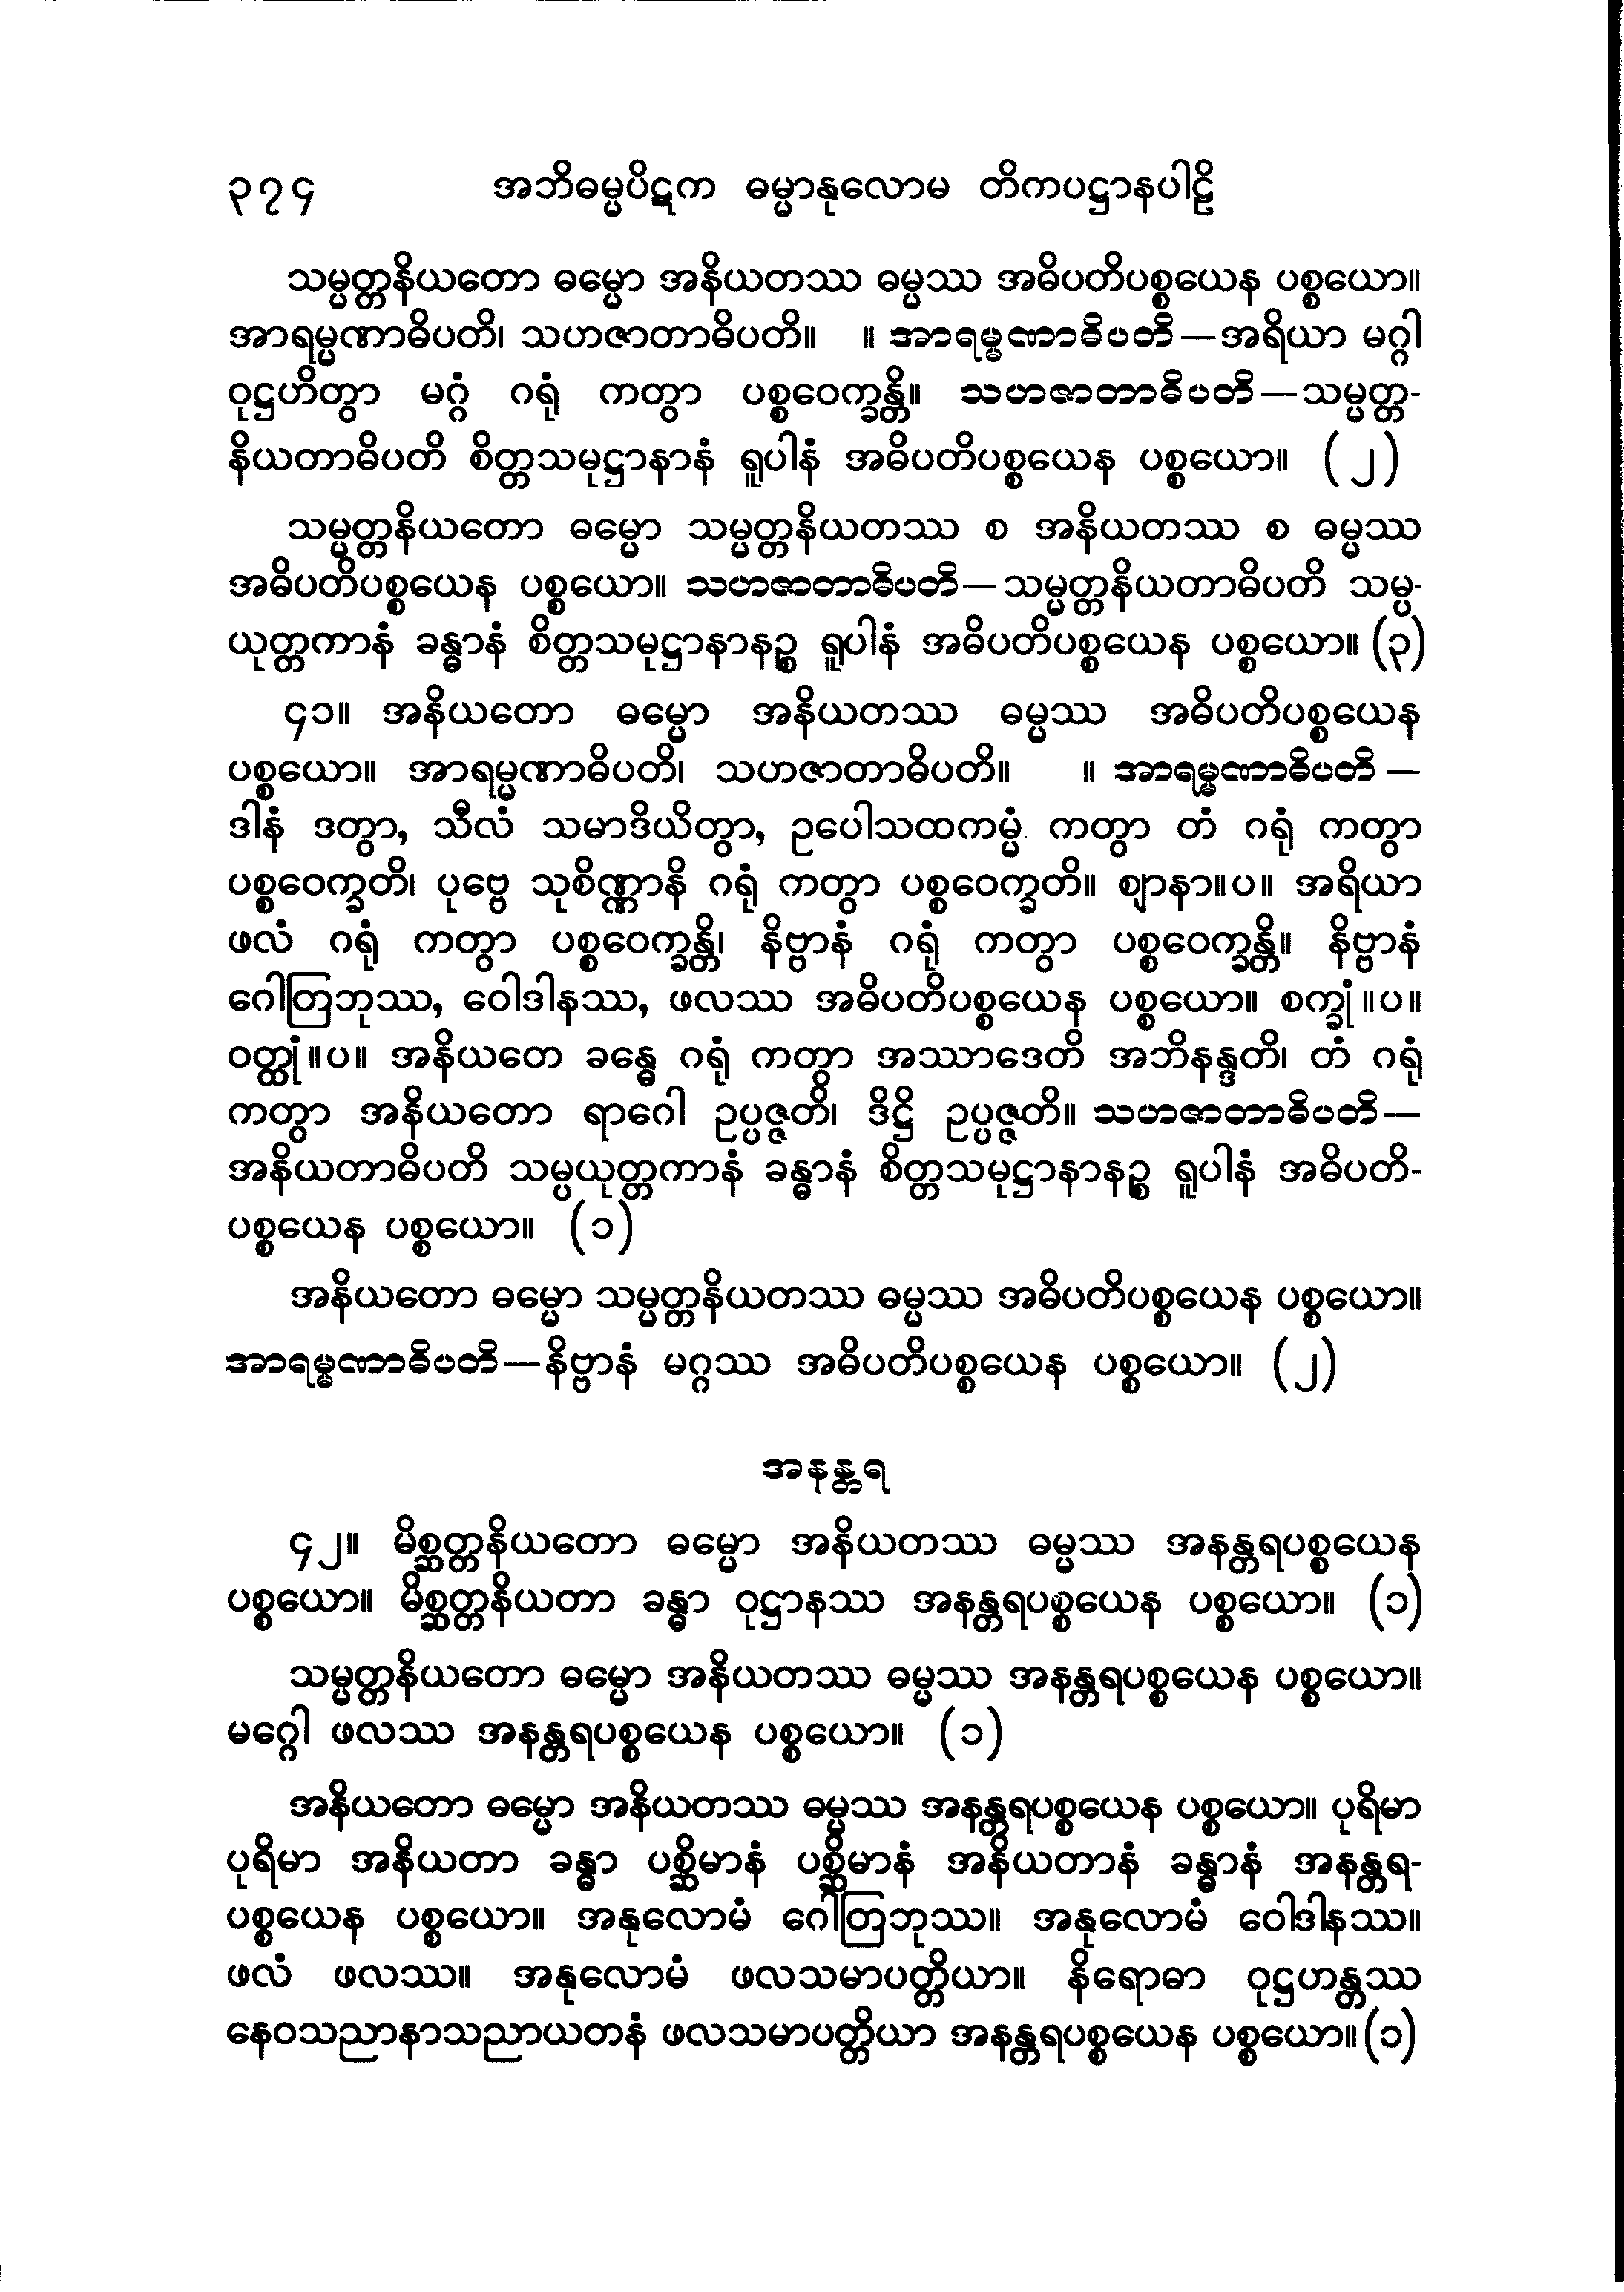 ၃၇၄ အဘိဓမ္မပိဋက ဓမ္မာနုလောမ တိကပဋ္ဌာနပါဠိ
သမ္မတ္တနိယတော ဓမ္မော အနိယတဿ ဓမ္မဿ အဓိပတိပစ္စယေန ပစ္စယော။
အာရမ္မဏာဓိပတိ၊ သဟဇာတာဓိပတိ။ ။ အာရမ္မဏာဓိပတိ—အရိယာ မဂ္ဂါ
ဝုဋ္ဌဟိတွာ မဂ္ဂံ ဂရုံ ကတွာ ပစ္စဝေက္ခန္တိ။ သဟဇာတာဓိပတိ—သမ္မတ္တ-
နိယတာဓိပတိ စိတ္တသမုဋ္ဌာနာနံ ရူပါနံ အဓိပတိပစ္စယေန ပစ္စယော။ (၂)
သမ္မတ္တနိယတော ဓမ္မော သမ္မတ္တနိယတဿ စ အနိယတဿ စ ဓမ္မဿ
အဓိပတိပစ္စယေန ပစ္စယော။ သဟဇာတာဓိပတိ—သမ္မတ္တနိယတာဓိပတိ သမ္ပ-
ယုတ္တကာနံ ခန္ဓာနံ စိတ္တသမုဋ္ဌာနာနဉ္စ ရူပါနံ အဓိပတိပစ္စယေန ပစ္စယော။ (၃)
၄၁။ အနိယတော ဓမ္မော အနိယတဿ ဓမ္မဿ အဓိပတိပစ္စယေန
ပစ္စယော။ အာရမ္မဏာဓိပတိ၊ သဟဇာတာဓိပတိ။ ။ အာရမ္မဏာဓိပတိ—
ဒါနံ ဒတွာ, သီလံ သမာဒိယိတွာ, ဥပေါသထကမ္မံ ကတွာ တံ ဂရုံ ကတွာ
ပစ္စဝေက္ခတိ၊ ပုဗ္ဗေ သုစိဏ္ဏာနိ ဂရုံ ကတွာ ပစ္စဝေက္ခတိ။ ဈာနာ။ပ။ အရိယာ
ဖလံ ဂရုံ ကတွာ ပစ္စဝေက္ခန္တိ၊ နိဗ္ဗာနံ ဂရုံ ကတွာ ပစ္စဝေက္ခန္တိ။ နိဗ္ဗာနံ
ဂေါတြဘုဿ, ဝေါဒါနဿ, ဖလဿ အဓိပတိပစ္စယေန ပစ္စယော။ စက္ခုံ။ပ။
ဝတ္ထုံ။ပ။ အနိယတေ ခန္ဓေ ဂရုံ ကတွာ အဿာဒေတိ အဘိနန္ဒတိ၊ တံ ဂရုံ
ကတွာ အနိယတော ရာဂေါ ဥပ္ပဇ္ဇတိ၊ ဒိဋ္ဌိ ဥပ္ပဇ္ဇတိ။ သဟဇာတာဓိပတိ—
အနိယတာဓိပတိ သမ္ပယုတ္တကာနံ ခန္ဓာနံ စိတ္တသမုဋ္ဌာနာနဉ္စ ရူပါနံ အဓိပတိ-
ပစ္စယေန ပစ္စယော။ (၁)
အနိယတော ဓမ္မော သမ္မတ္တနိယတဿ ဓမ္မဿ အဓိပတိပစ္စယေန ပစ္စယော။
အာရမ္မဏာဓိပတိ—နိဗ္ဗာနံ မဂ္ဂဿ အဓိပတိပစ္စယေန ပစ္စယော။ (၂)
အနန္တရ
၄၂။ မိစ္ဆတ္တနိယတော ဓမ္မော အနိယတဿ ဓမ္မဿ အနန္တရပစ္စယေန
ပစ္စယော။ မိစ္ဆတ္တနိယတာ ခန္ဓာ ဝုဋ္ဌာနဿ အနန္တရပစ္စယေန ပစ္စယော။ (၁)
သမ္မတ္တနိယတော ဓမ္မော အနိယတဿ ဓမ္မဿ အနန္တရပစ္စယေန ပစ္စယော။
မဂ္ဂေါ ဖလဿ အနန္တရပစ္စယေန ပစ္စယော။ (၁)
အနိယတော ဓမ္မော အနိယတဿ ဓမ္မဿ အနန္တရပစ္စယေန ပစ္စယော။ ပုရိမာ
ပုရိမာ အနိယတာ ခန္ဓာ ပစ္ဆိမာနံ ပစ္ဆိမာနံ အနိယတာနံ ခန္ဓာနံ အနန္တရ-
ပစ္စယေန ပစ္စယော။ အနုလောမံ ဂေါတြဘုဿ။ အနုလောမံ ဝေါဒါနဿ။
ဖလံ ဖလဿ။ အနုလောမံ ဖလသမာပတ္တိယာ။ နိရောဓာ ဝုဋ္ဌဟန္တဿ
နေဝသညာနာသညာယတနံ ဖလသမာပတ္တိယာ အနန္တရပစ္စယေန ပစ္စယော။ (၁)